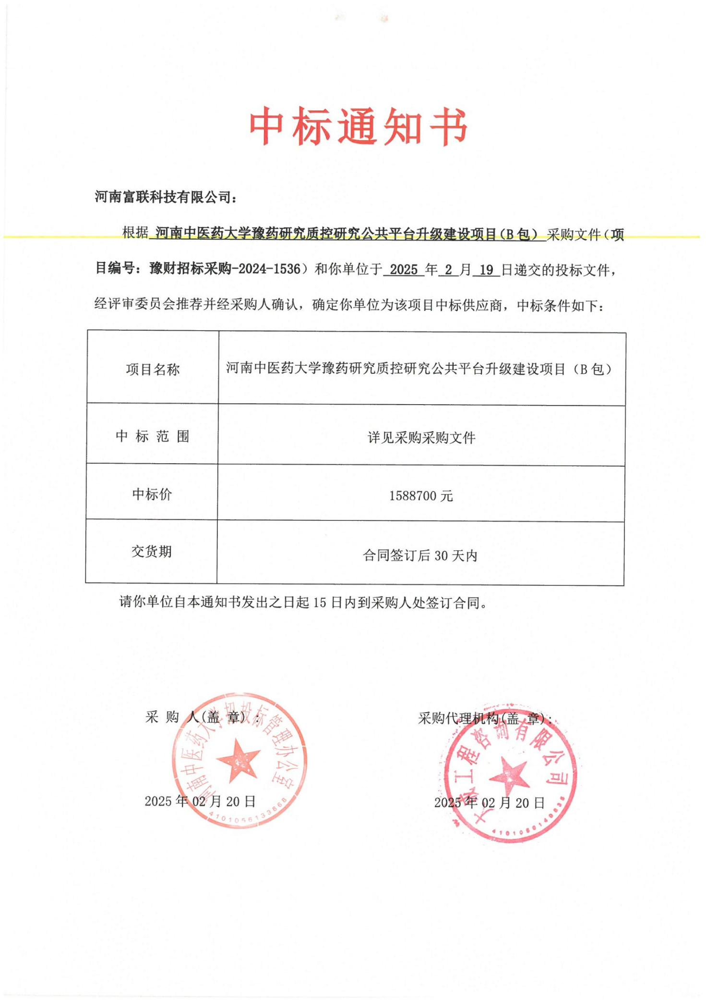 中标通知书
河南富联科技有限公司：
根据 河南中医药大学豫药研究质控研究公共平台升级建设项目（B包） 采购文件（项
目编号：豫财招标采购-2024-1536）和你单位于 2025 年 2 月 19 日递交的投标文件，
经评审委员会推荐并经采购人确认，确定你单位为该项目中标供应商，中标条件如下：
项目名称 河南中医药大学豫药研究质控研究公共平台升级建设项目（B包）
中 标 范 围 详见采购采购文件
中标价 1588700 元
交货期 合同签订后 30 天内
请你单位自本通知书发出之日起 15 日内到采购人处签订合同。
采 购 人(盖 章)：
采购代理机构(盖 章)：
河南中医药大学招投标管理办公室
4101056133868
工程咨询有限公司
2025 年 02 月 20 日
2025 年 02 月 20 日